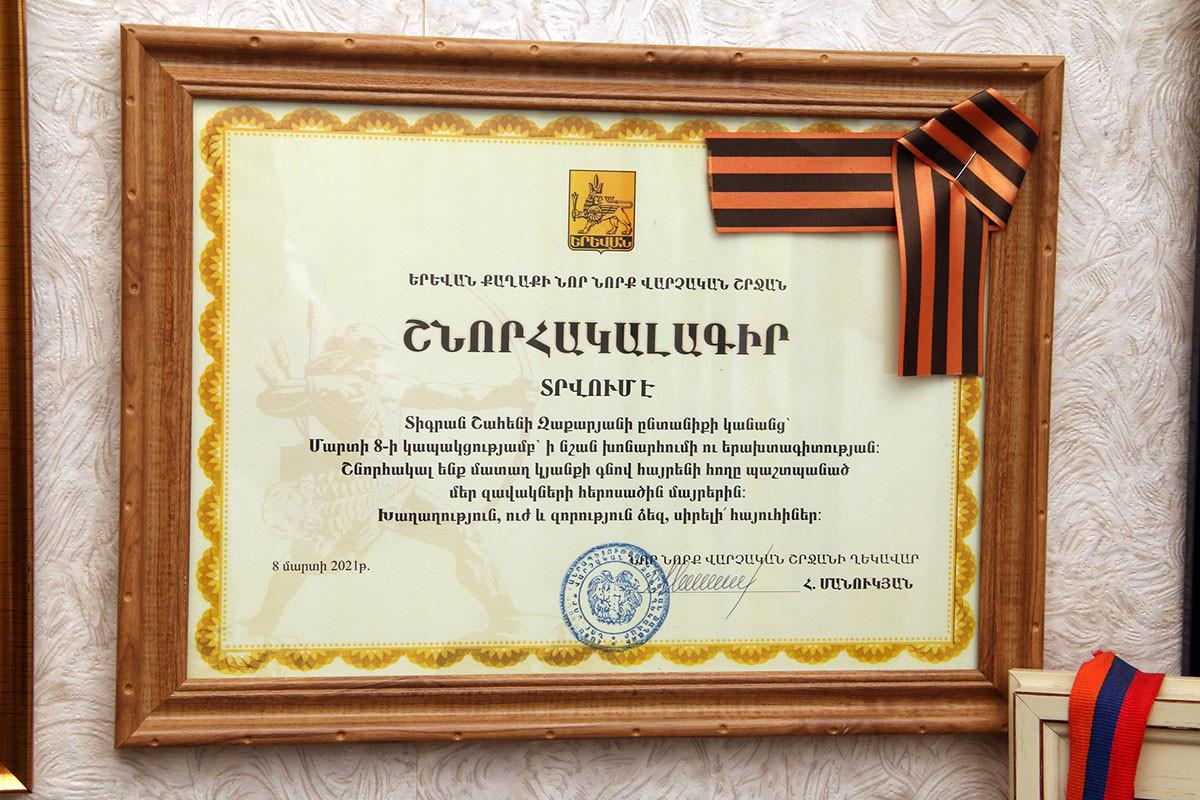 ԵՐԵՎԱՆ
ԵՐԵՎԱՆ ՔԱՂԱՔԻ ՆՈՐ ՆՈՐՔ ՎԱՐՉԱԿԱՆ ՇՐՋԱՆ
ՇՆՈՐՀԱԿԱԼԱԳԻՐ
ՏՐՎՈՒՄ Է
Տիգրան Շահենի Զաքարյանի ընտանիքի կանանց՝
Մարտի 8-ի կապակցությամբ՝ ի նշան խոնարհումի ու երախտագիտության։
Շնորհակալ ենք մատաղ կյանքի գնով հայրենի հողը պաշտպանած
մեր զավակների հերոսածին մայրերին։
Խաղաղություն, ուժ և զորություն ձեզ, սիրելի՛ հայուհիներ։
8 մարտի 2021թ.
ՆՈՐ ՆՈՐՔ ՎԱՐՉԱԿԱՆ ՇՐՋԱՆԻ ՂԵԿԱՎԱՐ
Հ. ՄԱՆՈՒԿՅԱՆ